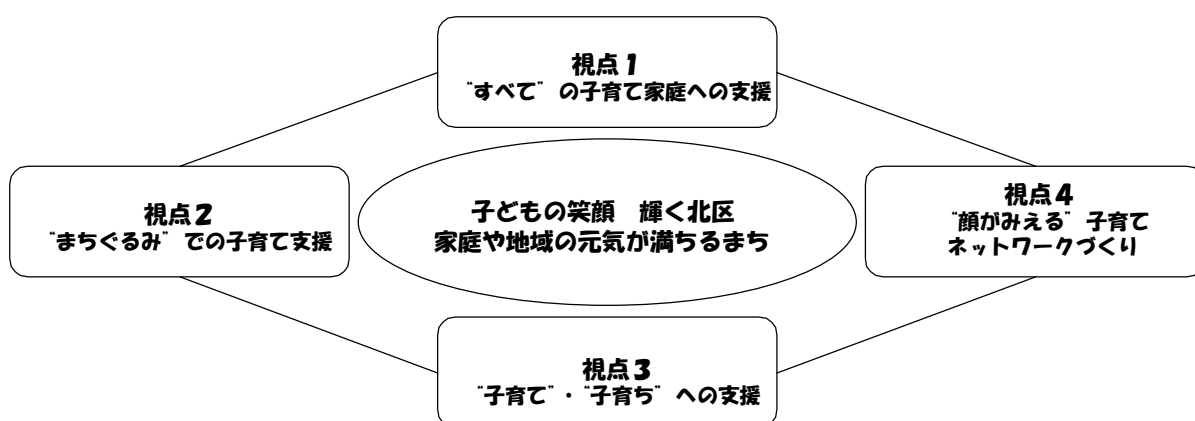 視点1
“すべて”の子育て家庭への支援
視点2
“まちぐるみ”での子育て支援
子どもの笑顔　輝く北区
家庭や地域の元気が満ちるまち
視点4
“顔がみえる”子育て
ネットワークづくり
視点3
“子育て”・“子育ち”への支援